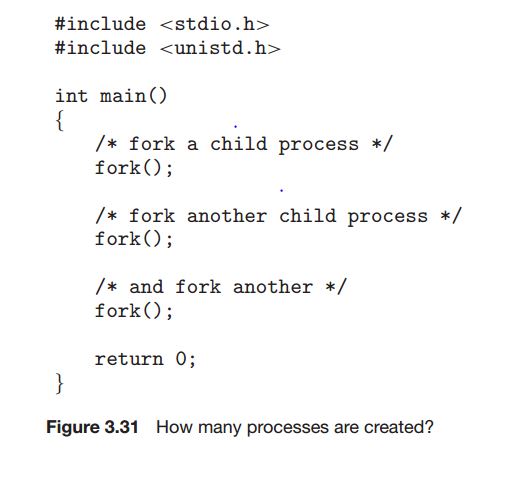 #include <stdio.h>
#include <unistd.h>
int main()
{
/* fork a child process */
fork();
/* fork another child process */
fork();
/* and fork another */
fork();
return 0;
}
Figure 3.31 How many processes are created?